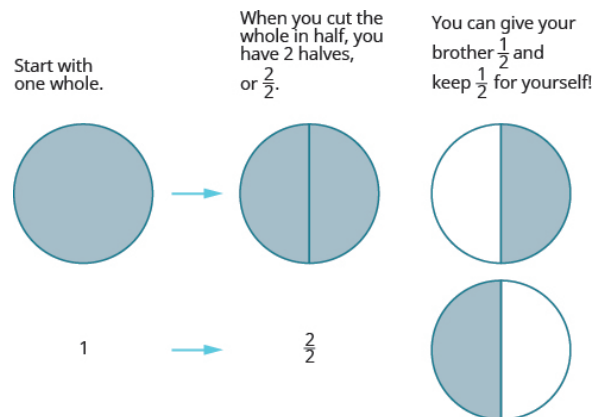 Start with
one whole.
When you cut the
whole in half, you
have 2 halves,
or 2/2.
You can give your
brother 1/2 and
keep 1/2 for yourself!
1
2/2